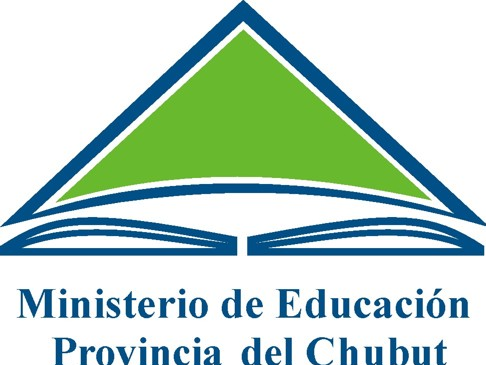 Ministerio de Educación
Provincia del Chubut